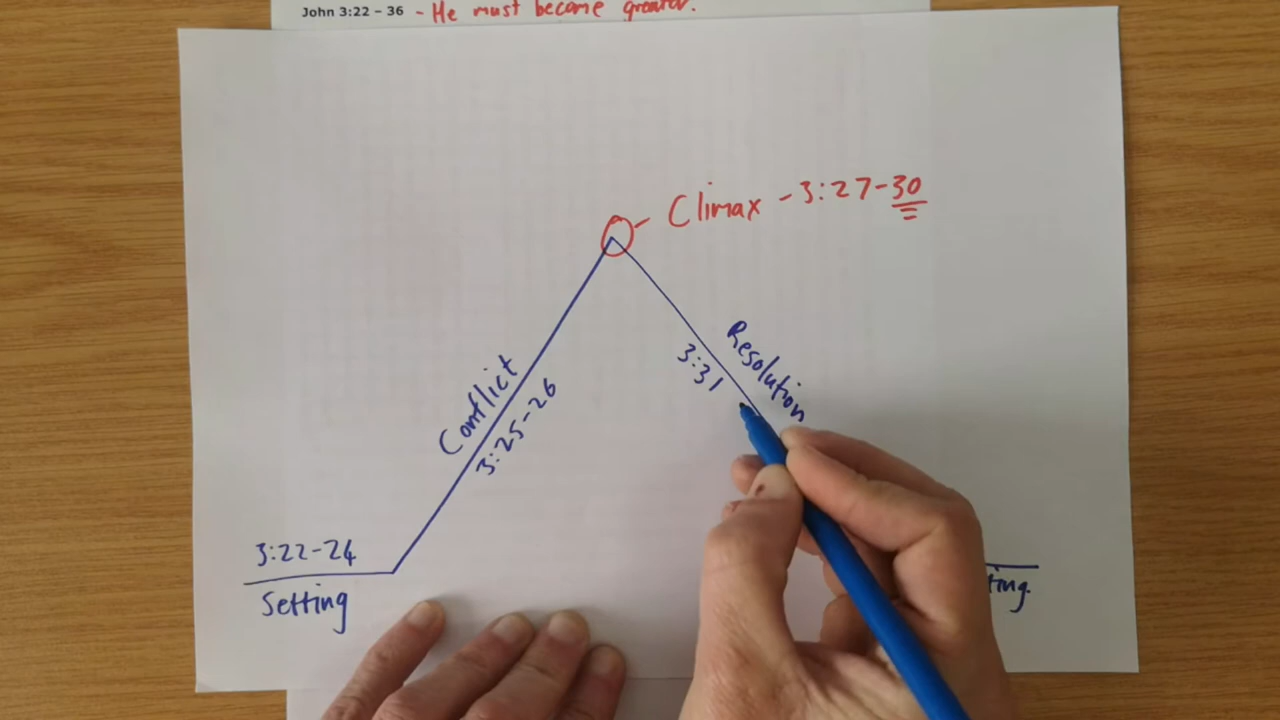 John 3:22 – 36 - He must become greater.
Climax - 3:27-30
Resolution
3:31
Conflict
3:25-26
3:22-24
Setting
ting.